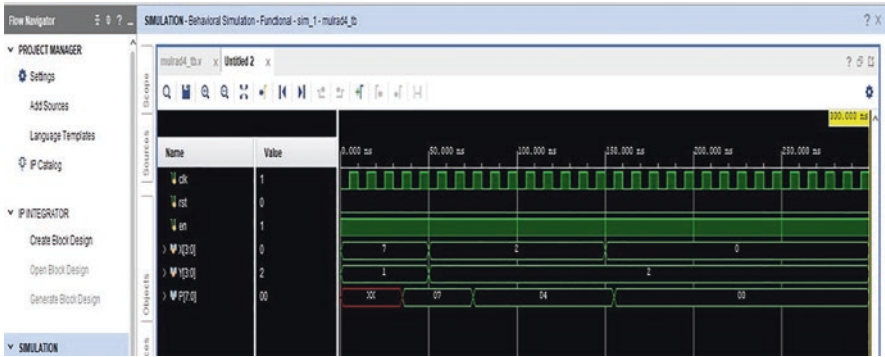 Flow Navigator
? _
PROJECT MANAGER
Settings
Add Sources
Language Templates
IP Catalog
IP INTEGRATOR
Create Block Design
Open Block Design
Generate Block Design
SIMULATION
SIMULATION - Behavioral Simulation - Functional - sim_1 - mulrad4_tb
? X
mulrad4_tb.v x Untitled 2 x
?
Scope
Sources
Objects
300.000 ns
Name Value
0.000 ns 50.000 ns 100.000 ns 150.000 ns 200.000 ns 250.000 ns
clk 1
rst 0
en 1
X[3:0] 0 7 2 0
Y[3:0] 2 1 2
P[7:0] 00 XX 07 04 00